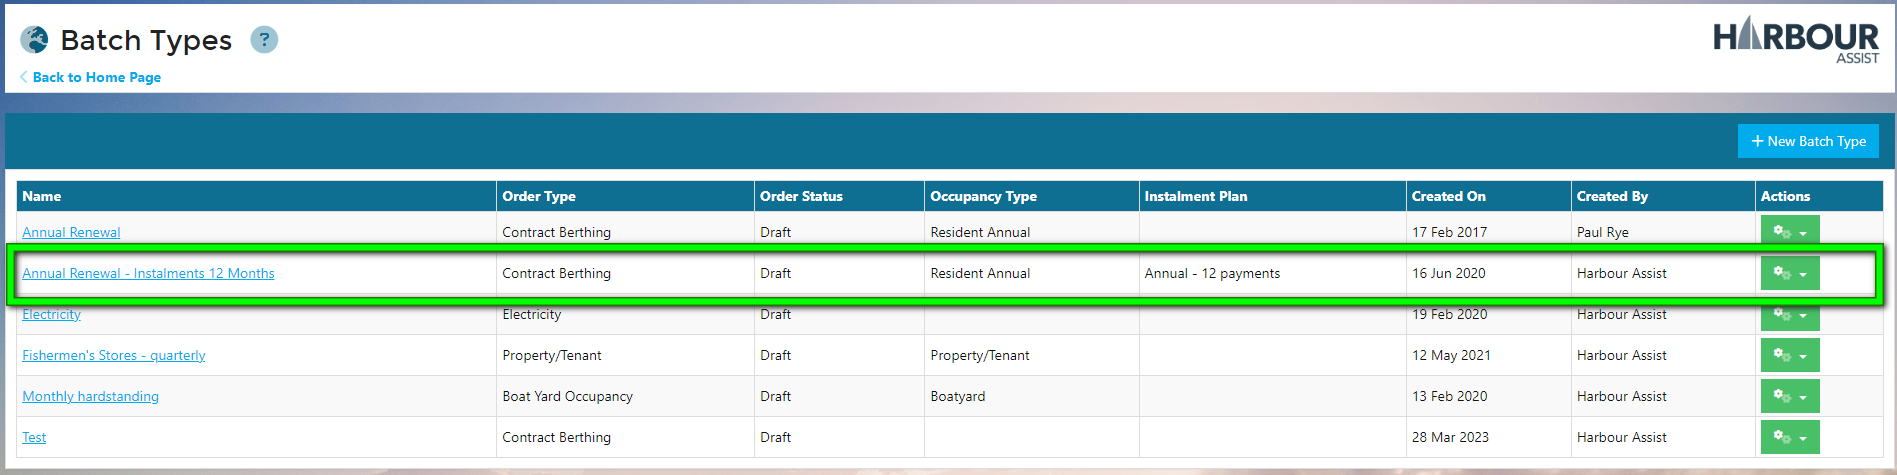 Batch Types ?
HARBOUR
ASSIST
Back to Home Page
+ New Batch Type
Name Order Type Order Status Occupancy Type Instalment Plan Created On Created By Actions
Annual Renewal Contract Berthing Draft Resident Annual 17 Feb 2017 Paul Rye
Annual Renewal - Instalments 12 Months Contract Berthing Draft Resident Annual Annual - 12 payments 16 Jun 2020 Harbour Assist
Electricity Electricity Draft 19 Feb 2020 Harbour Assist
Fishermen's Stores - quarterly Property/Tenant Draft Property/Tenant 12 May 2021 Harbour Assist
Monthly hardstanding Boat Yard Occupancy Draft Boatyard 13 Feb 2020 Harbour Assist
Test Contract Berthing Draft 28 Mar 2023 Harbour Assist